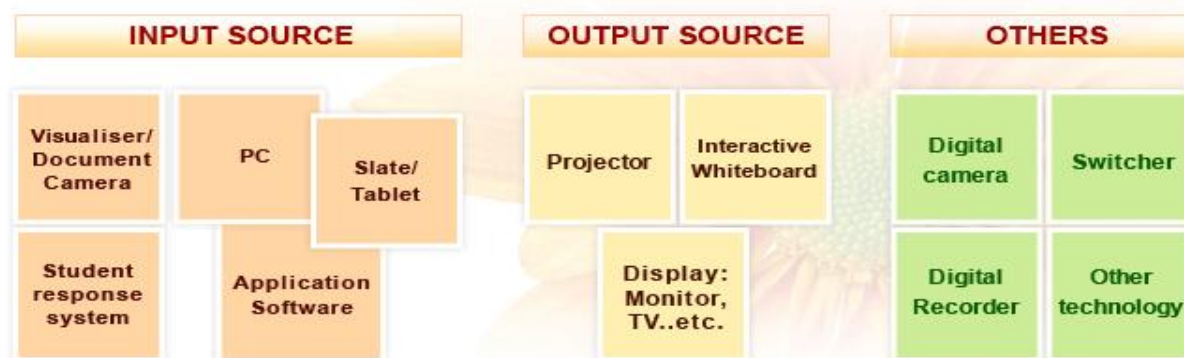 INPUT SOURCE
Visualiser/
Document
Camera
PC
Slate/
Tablet
Student
response
system
Application
Software
OUTPUT SOURCE
Projector
Interactive
Whiteboard
Display:
Monitor,
TV..etc.
OTHERS
Digital
camera
Switcher
Digital
Recorder
Other
technology